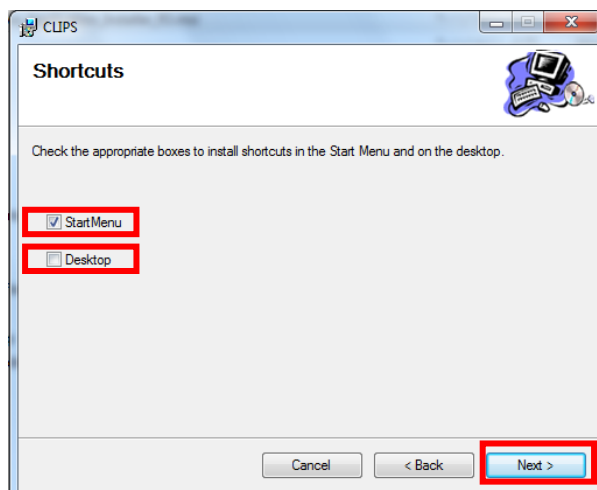 CLIPS
Shortcuts
Check the appropriate boxes to install shortcuts in the Start Menu and on the desktop.
StartMenu
Desktop
Cancel
< Back
Next >